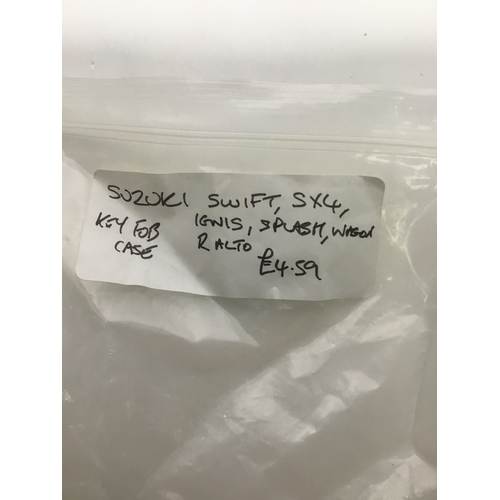 SUZUKI SWIFT, SX4,
KEY FOB IGNIS, SPLASH, WAGON
CASE R ALTO
£4.59